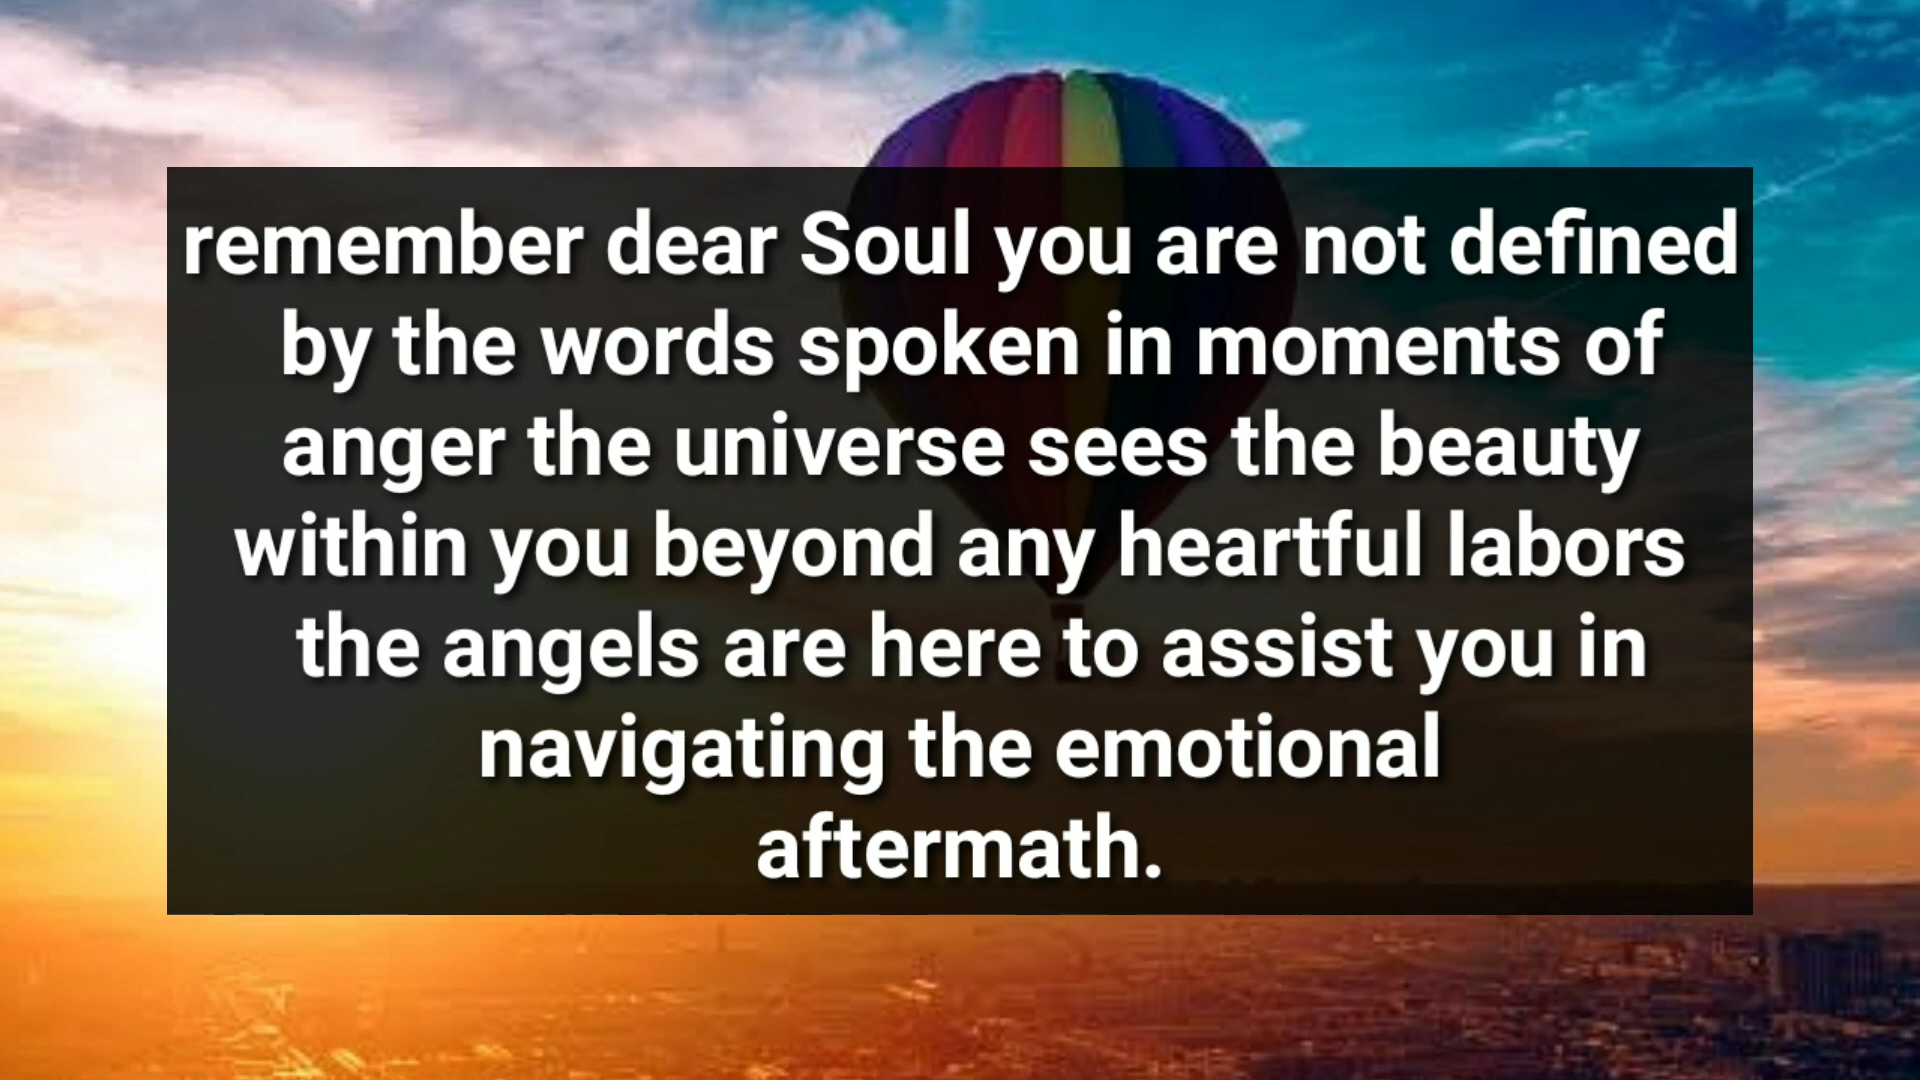 remember dear Soul you are not defined
by the words spoken in moments of
anger the universe sees the beauty
within you beyond any heartful labors
the angels are here to assist you in
navigating the emotional
aftermath.